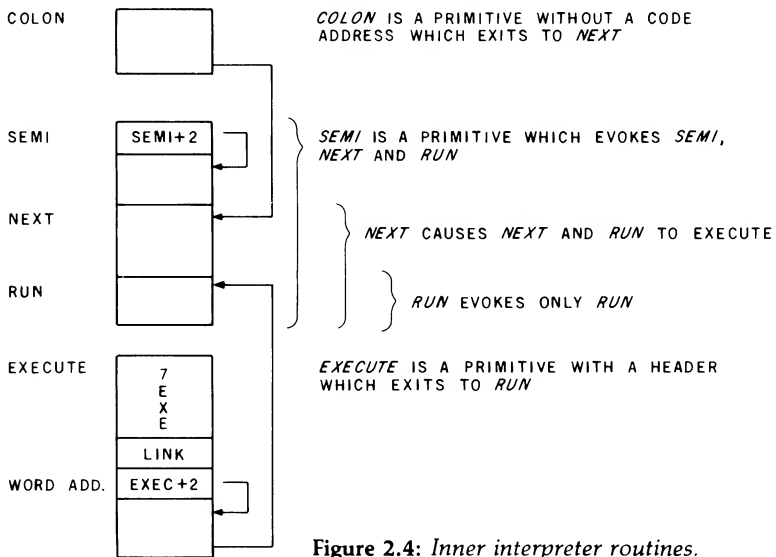 COLON
COLON IS A PRIMITIVE WITHOUT A CODE
ADDRESS WHICH EXITS TO NEXT
SEMI
SEMI+2
SEMI IS A PRIMITIVE WHICH EVOKES SEMI,
NEXT AND RUN
NEXT
NEXT CAUSES NEXT AND RUN TO EXECUTE
RUN
RUN EVOKES ONLY RUN
EXECUTE
7
E
X
E
EXECUTE IS A PRIMITIVE WITH A HEADER
WHICH EXITS TO RUN
LINK
WORD ADD.
EXEC+2
Figure 2.4: Inner interpreter routines.